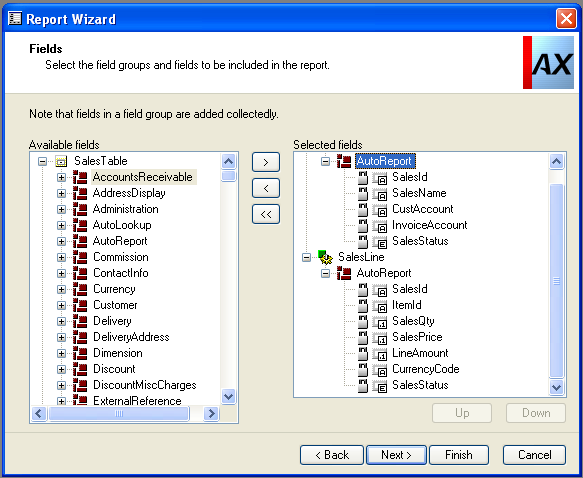 Report Wizard
Fields
Select the field groups and fields to be included in the report.
AX
Note that fields in a field group are added collectedly.
Available fields
SalesTable
AccountsReceivable
AddressDisplay
Administration
AutoLookup
AutoReport
Commission
ContactInfo
Currency
Customer
Delivery
DeliveryAddress
Dimension
Discount
DiscountMiscCharges
ExternalReference
>
<
<<
Selected fields
AutoReport
SalesId
SalesName
CustAccount
InvoiceAccount
SalesStatus
SalesLine
AutoReport
SalesId
ItemId
SalesQty
SalesPrice
LineAmount
CurrencyCode
SalesStatus
Up Down
< Back Next > Finish Cancel